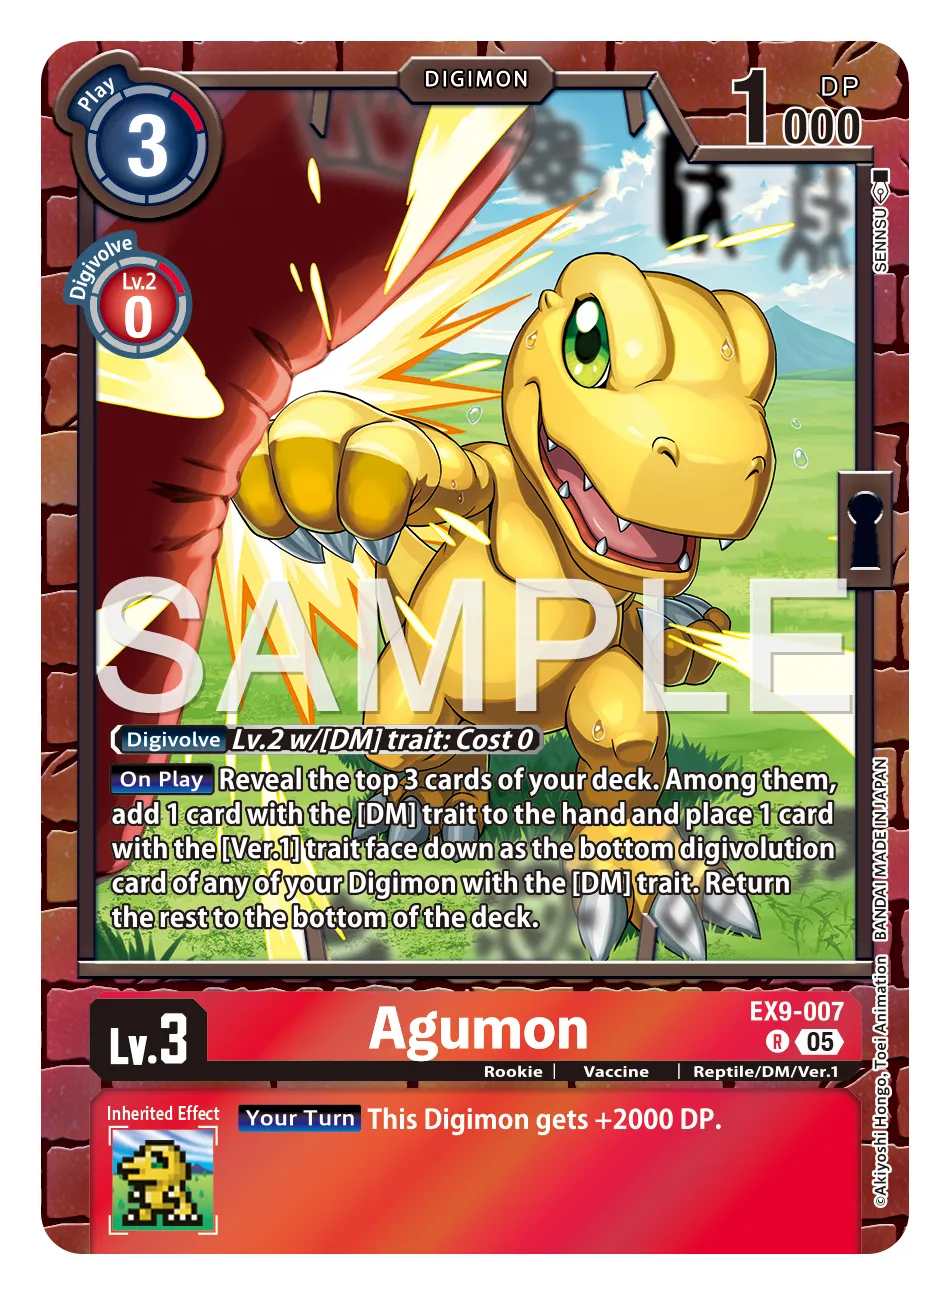 DIGIMON
Play
3
DP
1000
Digivolve
Lv.2
0
SENNSU
SAMPLE
Digivolve Lv.2 w/[DM] trait: Cost 0
On Play Reveal the top 3 cards of your deck. Among them,
add 1 card with the [DM] trait to the hand and place 1 card
with the [Ver.1] trait face down as the bottom digivolution
card of any of your Digimon with the [DM] trait. Return
the rest to the bottom of the deck.
Lv.3
Agumon
EX9-007
R 05
Rookie | Vaccine | Reptile/DM/Ver.1
Inherited Effect
Your Turn This Digimon gets +2000 DP.
©Akiyoshi Hongo, Toei Animation BANDAI MADE IN JAPAN